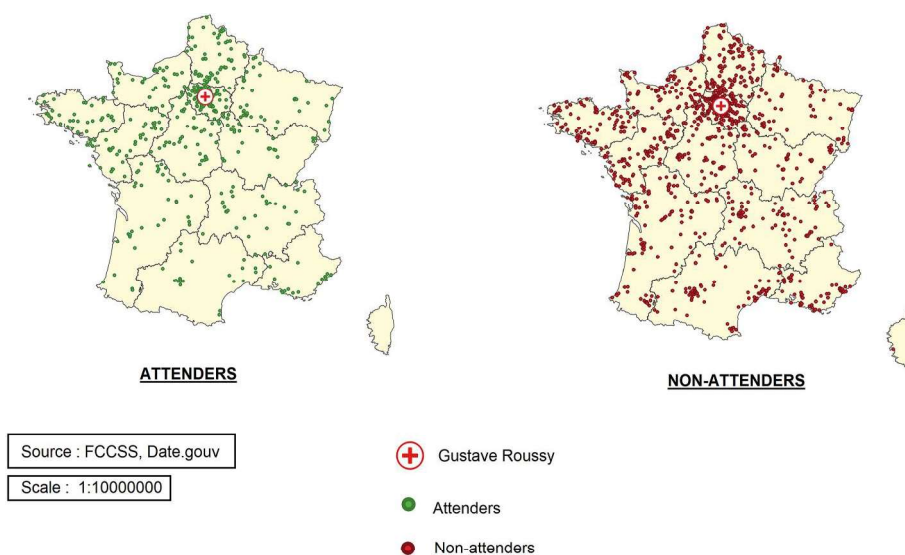 ATTENDERS
NON-ATTENDERS
Source : FCCSS, Date.gouv
Scale : 1:10000000
Gustave Roussy
Attenders
Non-attenders